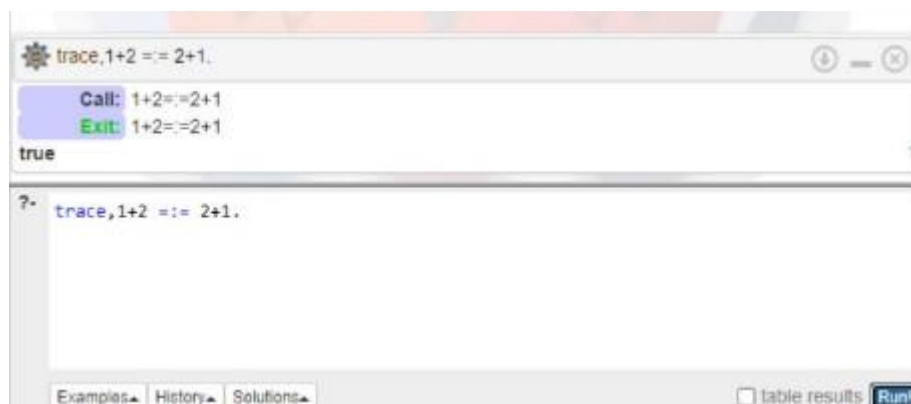 trace,1+2 =:= 2+1.
Call: 1+2=:=2+1
Exit: 1+2=:=2+1
true
?- trace,1+2 =:= 2+1.
Examples History Solutions table results Run!